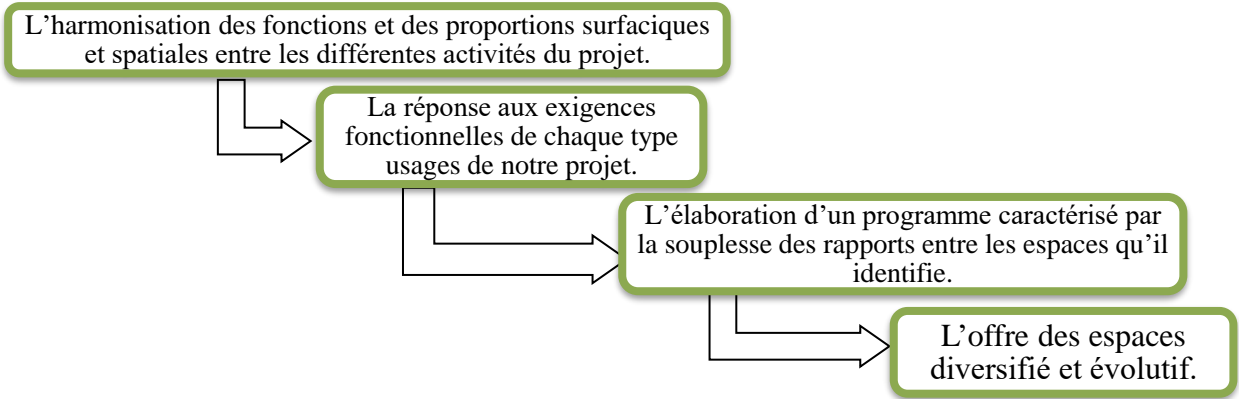 L’harmonisation des fonctions et des proportions surfaciques
et spatiales entre les différentes activités du projet.
La réponse aux exigences
fonctionnelles de chaque type
usages de notre projet.
L’élaboration d’un programme caractérisé par
la souplesse des rapports entre les espaces qu’il
identifie.
L’offre des espaces
diversifié et évolutif.